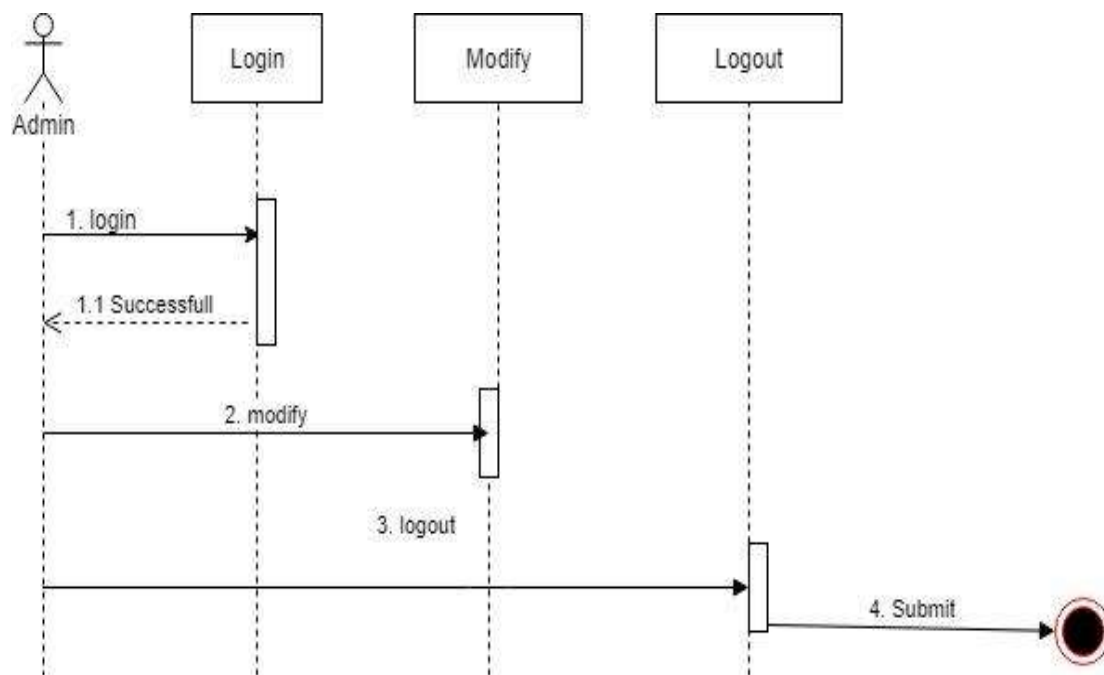 Login
Modify
Logout
Admin
1. login
1.1 Successfull
2. modify
3. logout
4. Submit